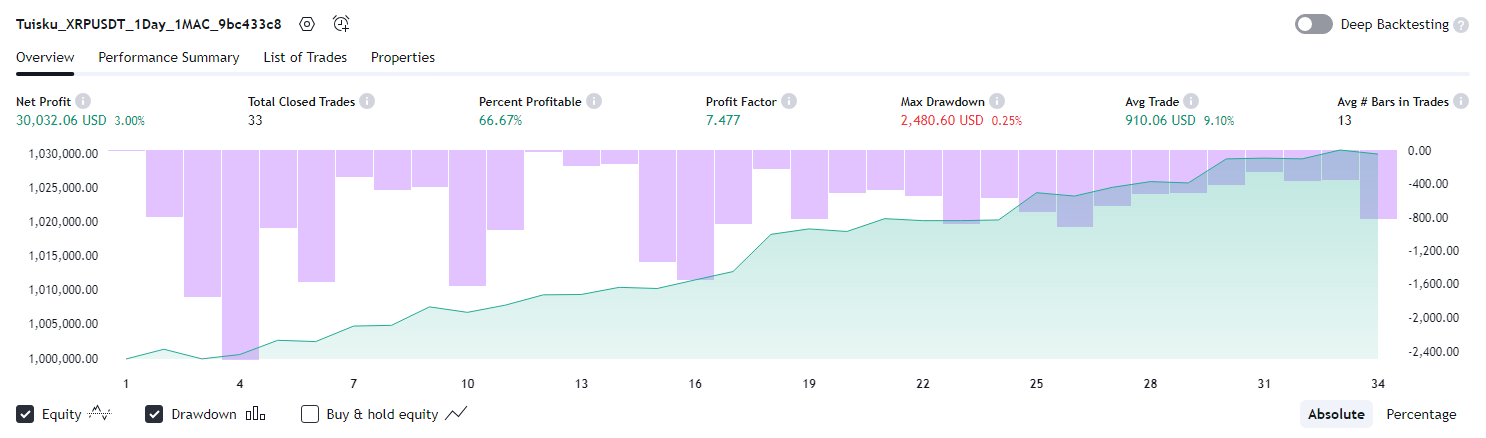 Tuisku_XRPUSDT_1Day_1MAC_9bc433c8 Deep Backtesting ?
Overview Performance Summary List of Trades Properties
Net Profit i Total Closed Trades i Percent Profitable i Profit Factor i Max Drawdown i Avg Trade i Avg # Bars in Trades i
30,032.06 USD 3.00% 33 66.67% 7.477 2,480.60 USD 0.25% 910.06 USD 9.10% 13
1,030,000.00 0.00
1,025,000.00 -400.00
1,020,000.00 -800.00
1,015,000.00 -1,200.00
1,010,000.00 -1,600.00
1,005,000.00 -2,000.00
1,000,000.00 -2,400.00
1 4 7 10 13 16 19 22 25 28 31 34
Equity Drawdown Buy & hold equity Absolute Percentage